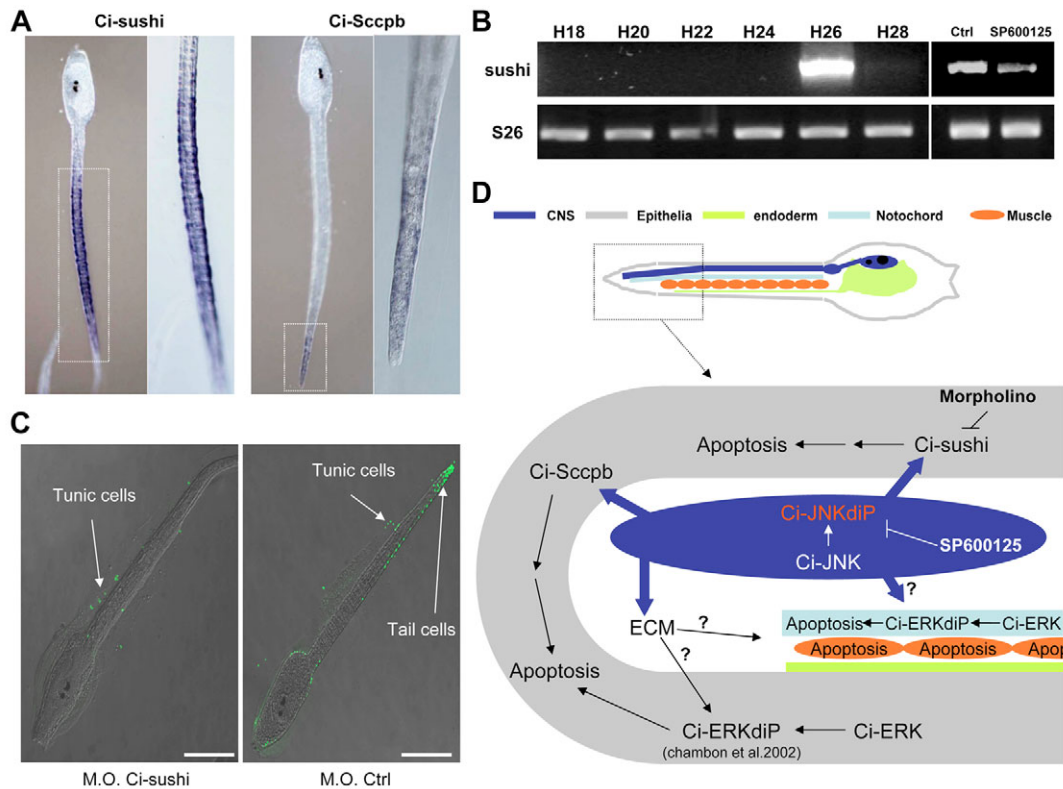 A
Ci-sushi
Ci-Sccpb
B
H18 H20 H22 H24 H26 H28 Ctrl SP600125
sushi
S26
C
Tunic cells
Tunic cells
Tail cells
M.O. Ci-sushi
M.O. Ctrl
D
CNS Epithelia endoderm Notochord Muscle
Morpholino
Apoptosis Ci-sushi
Ci-Sccpb
Ci-JNKdiP
SP600125
Ci-JNK
?
ECM ?
Apoptosis Ci-ERKdiP Ci-ERK
?
Apoptosis Apoptosis Apop
Apoptosis
Ci-ERKdiP Ci-ERK
(chambon et al.2002)